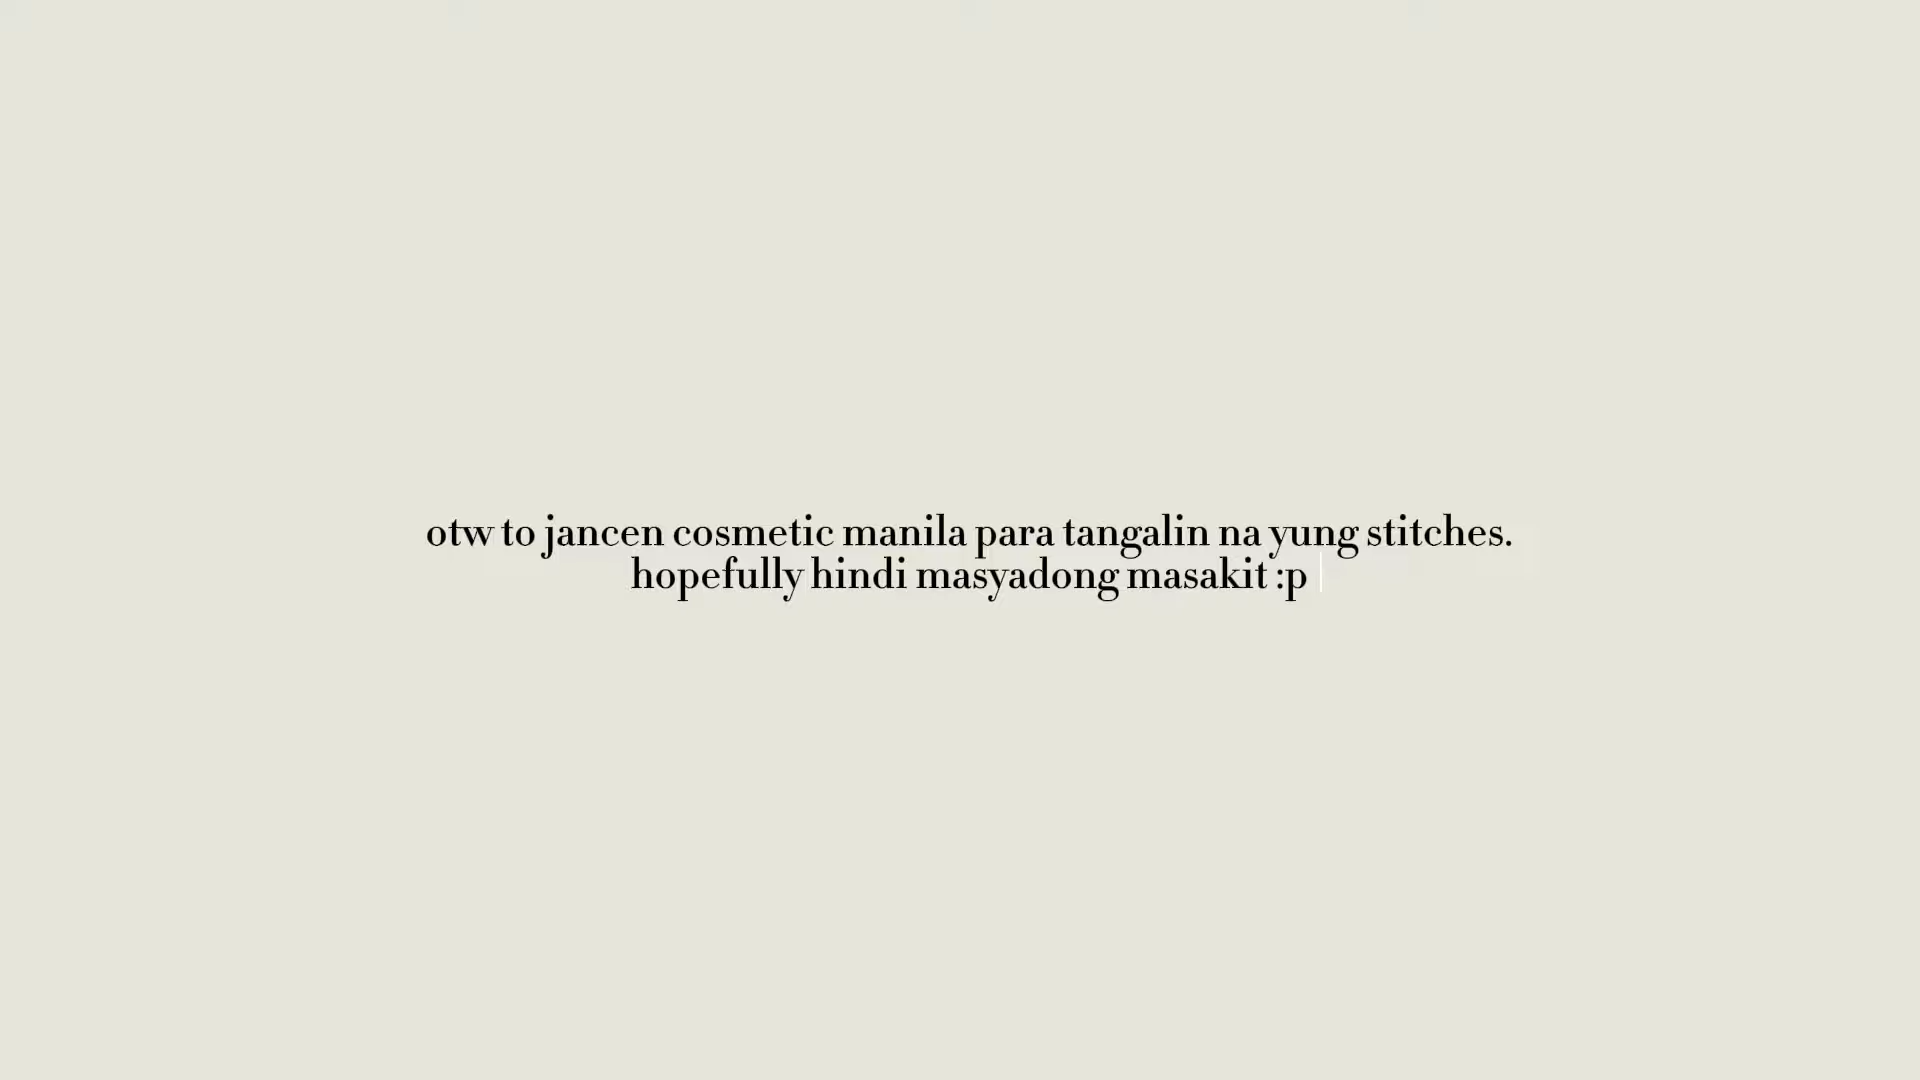 otw to jancen cosmetic manila para tangalin na yung stitches.
hopefully hindi masyadong masakit :p